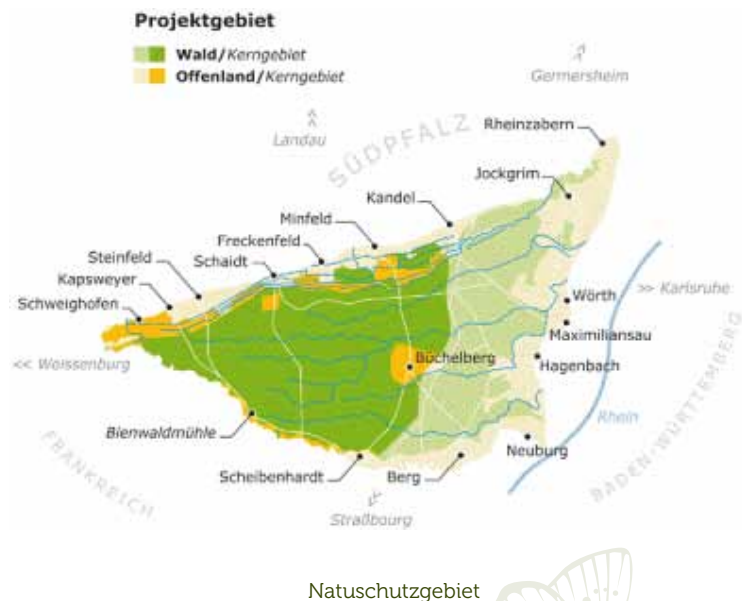 Projektgebiet
Wald/Kerngebiet
Offenland/Kerngebiet
Germersheim
Landau
SÜDPFALZ
Rheinzabern
Jockgrim
Kandel
Minfeld
Freckenfeld
Schaidt
Steinfeld
Kapsweyer
Schweighofen
>> Karlsruhe
Wörth
Maximiliansau
Büchelberg
Hagenbach
<< Weissenburg
Rhein
Bienwaldmühle
BADEN-WÜRTTEMBERG
FRANKREICH
Neuburg
Scheibenhardt
Berg
Straßbourg
Natuschutzgebiet